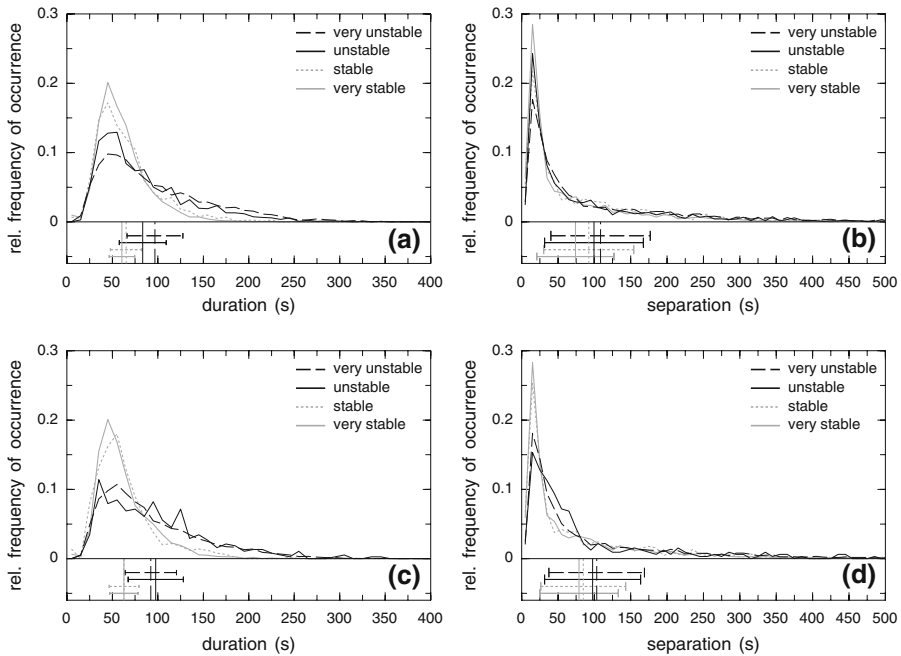 0.3
0.2
0.1
0
rel. frequency of occurrence
very unstable
unstable
stable
very stable
(a)
0 50 100 150 200 250 300 350 400
duration (s)
0.3
0.2
0.1
0
rel. frequency of occurrence
very unstable
unstable
stable
very stable
(b)
0 50 100 150 200 250 300 350 400 450 500
separation (s)
0.3
0.2
0.1
0
rel. frequency of occurrence
very unstable
unstable
stable
very stable
(c)
0 50 100 150 200 250 300 350 400
duration (s)
0.3
0.2
0.1
0
rel. frequency of occurrence
very unstable
unstable
stable
very stable
(d)
0 50 100 150 200 250 300 350 400 450 500
separation (s)